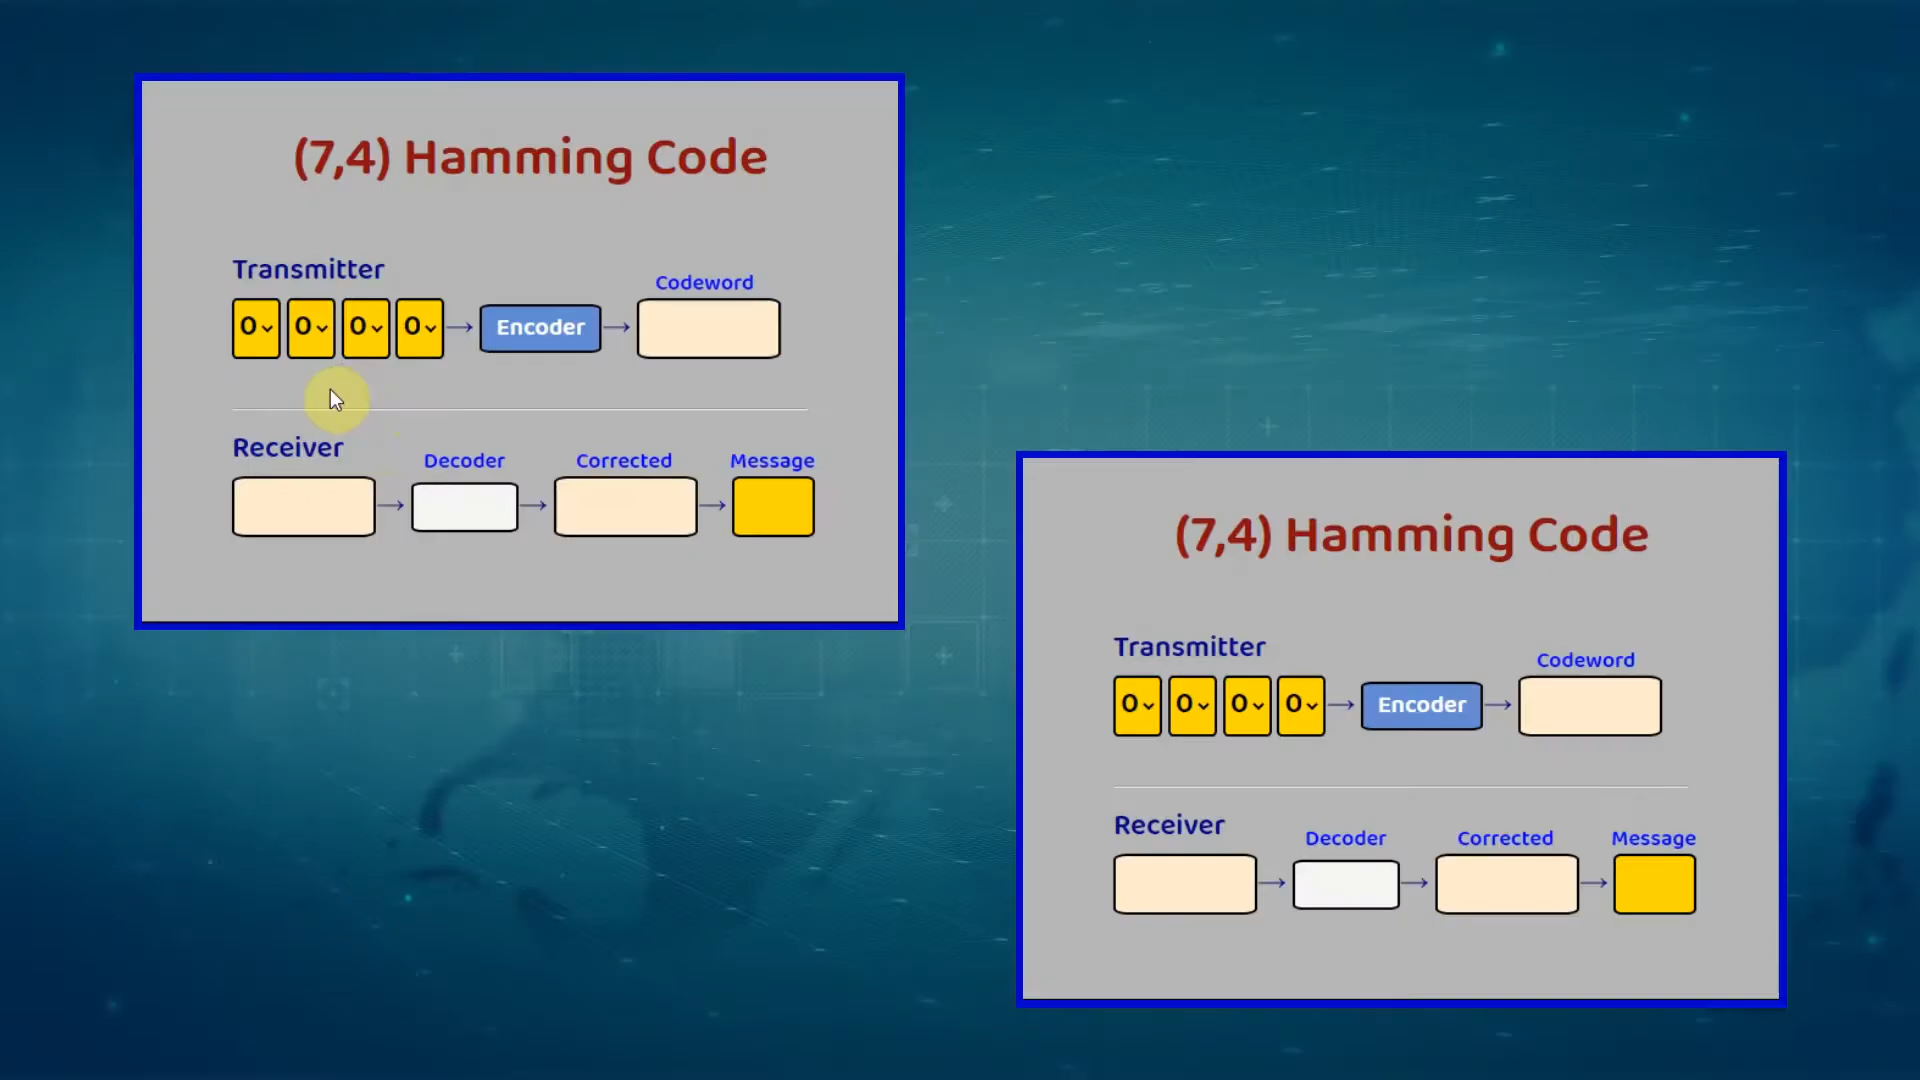 (7,4) Hamming Code
Transmitter
Codeword
0 0 0 0 → Encoder →
Receiver
Decoder Corrected Message
→ → →
(7,4) Hamming Code
Transmitter
Codeword
0 0 0 0 → Encoder →
Receiver
Decoder Corrected Message
→ → →